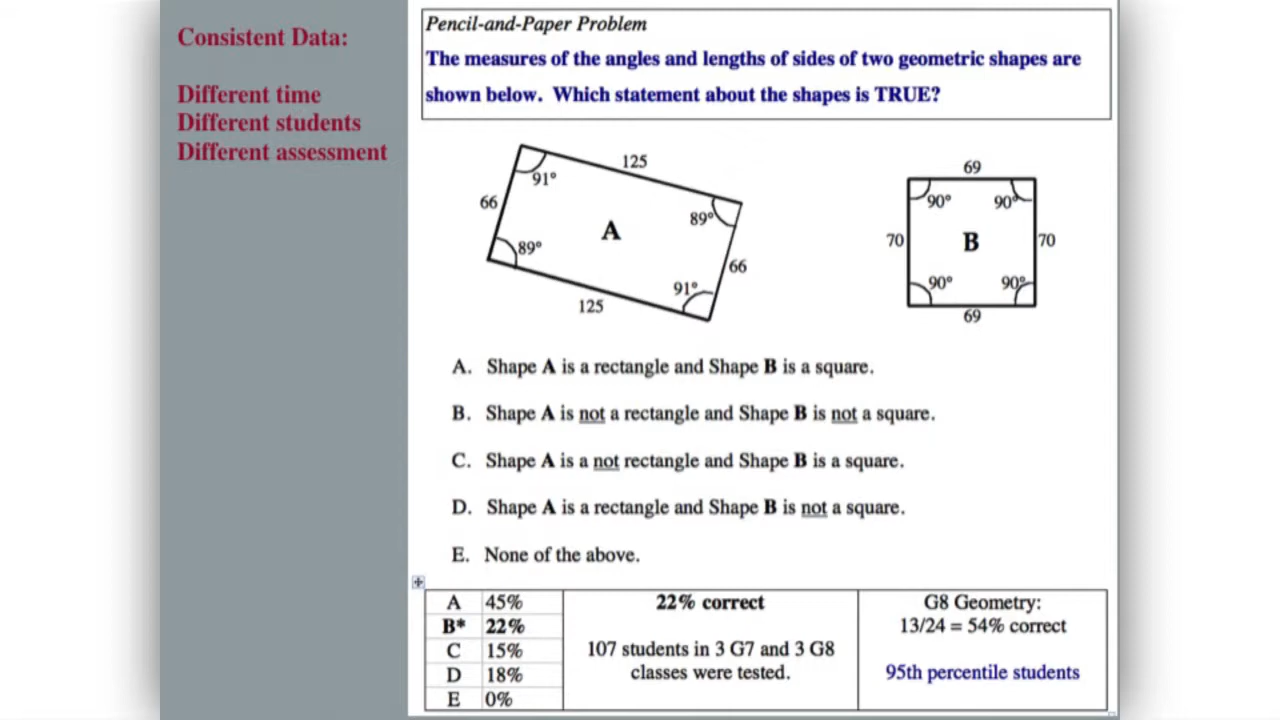 Consistent Data:
Different time
Different students
Different assessment
Pencil-and-Paper Problem
The measures of the angles and lengths of sides of two geometric shapes are
shown below. Which statement about the shapes is TRUE?
125
91°
66
89°
A
89°
66
91°
125
69
90°
90°
70
B
70
90°
90°
69
A. Shape A is a rectangle and Shape B is a square.
B. Shape A is not a rectangle and Shape B is not a square.
C. Shape A is a not rectangle and Shape B is a square.
D. Shape A is a rectangle and Shape B is not a square.
E. None of the above.
A 45%
B* 22%
C 15%
D 18%
E 0%
22% correct
107 students in 3 G7 and 3 G8
classes were tested.
G8 Geometry:
13/24 = 54% correct
95th percentile students